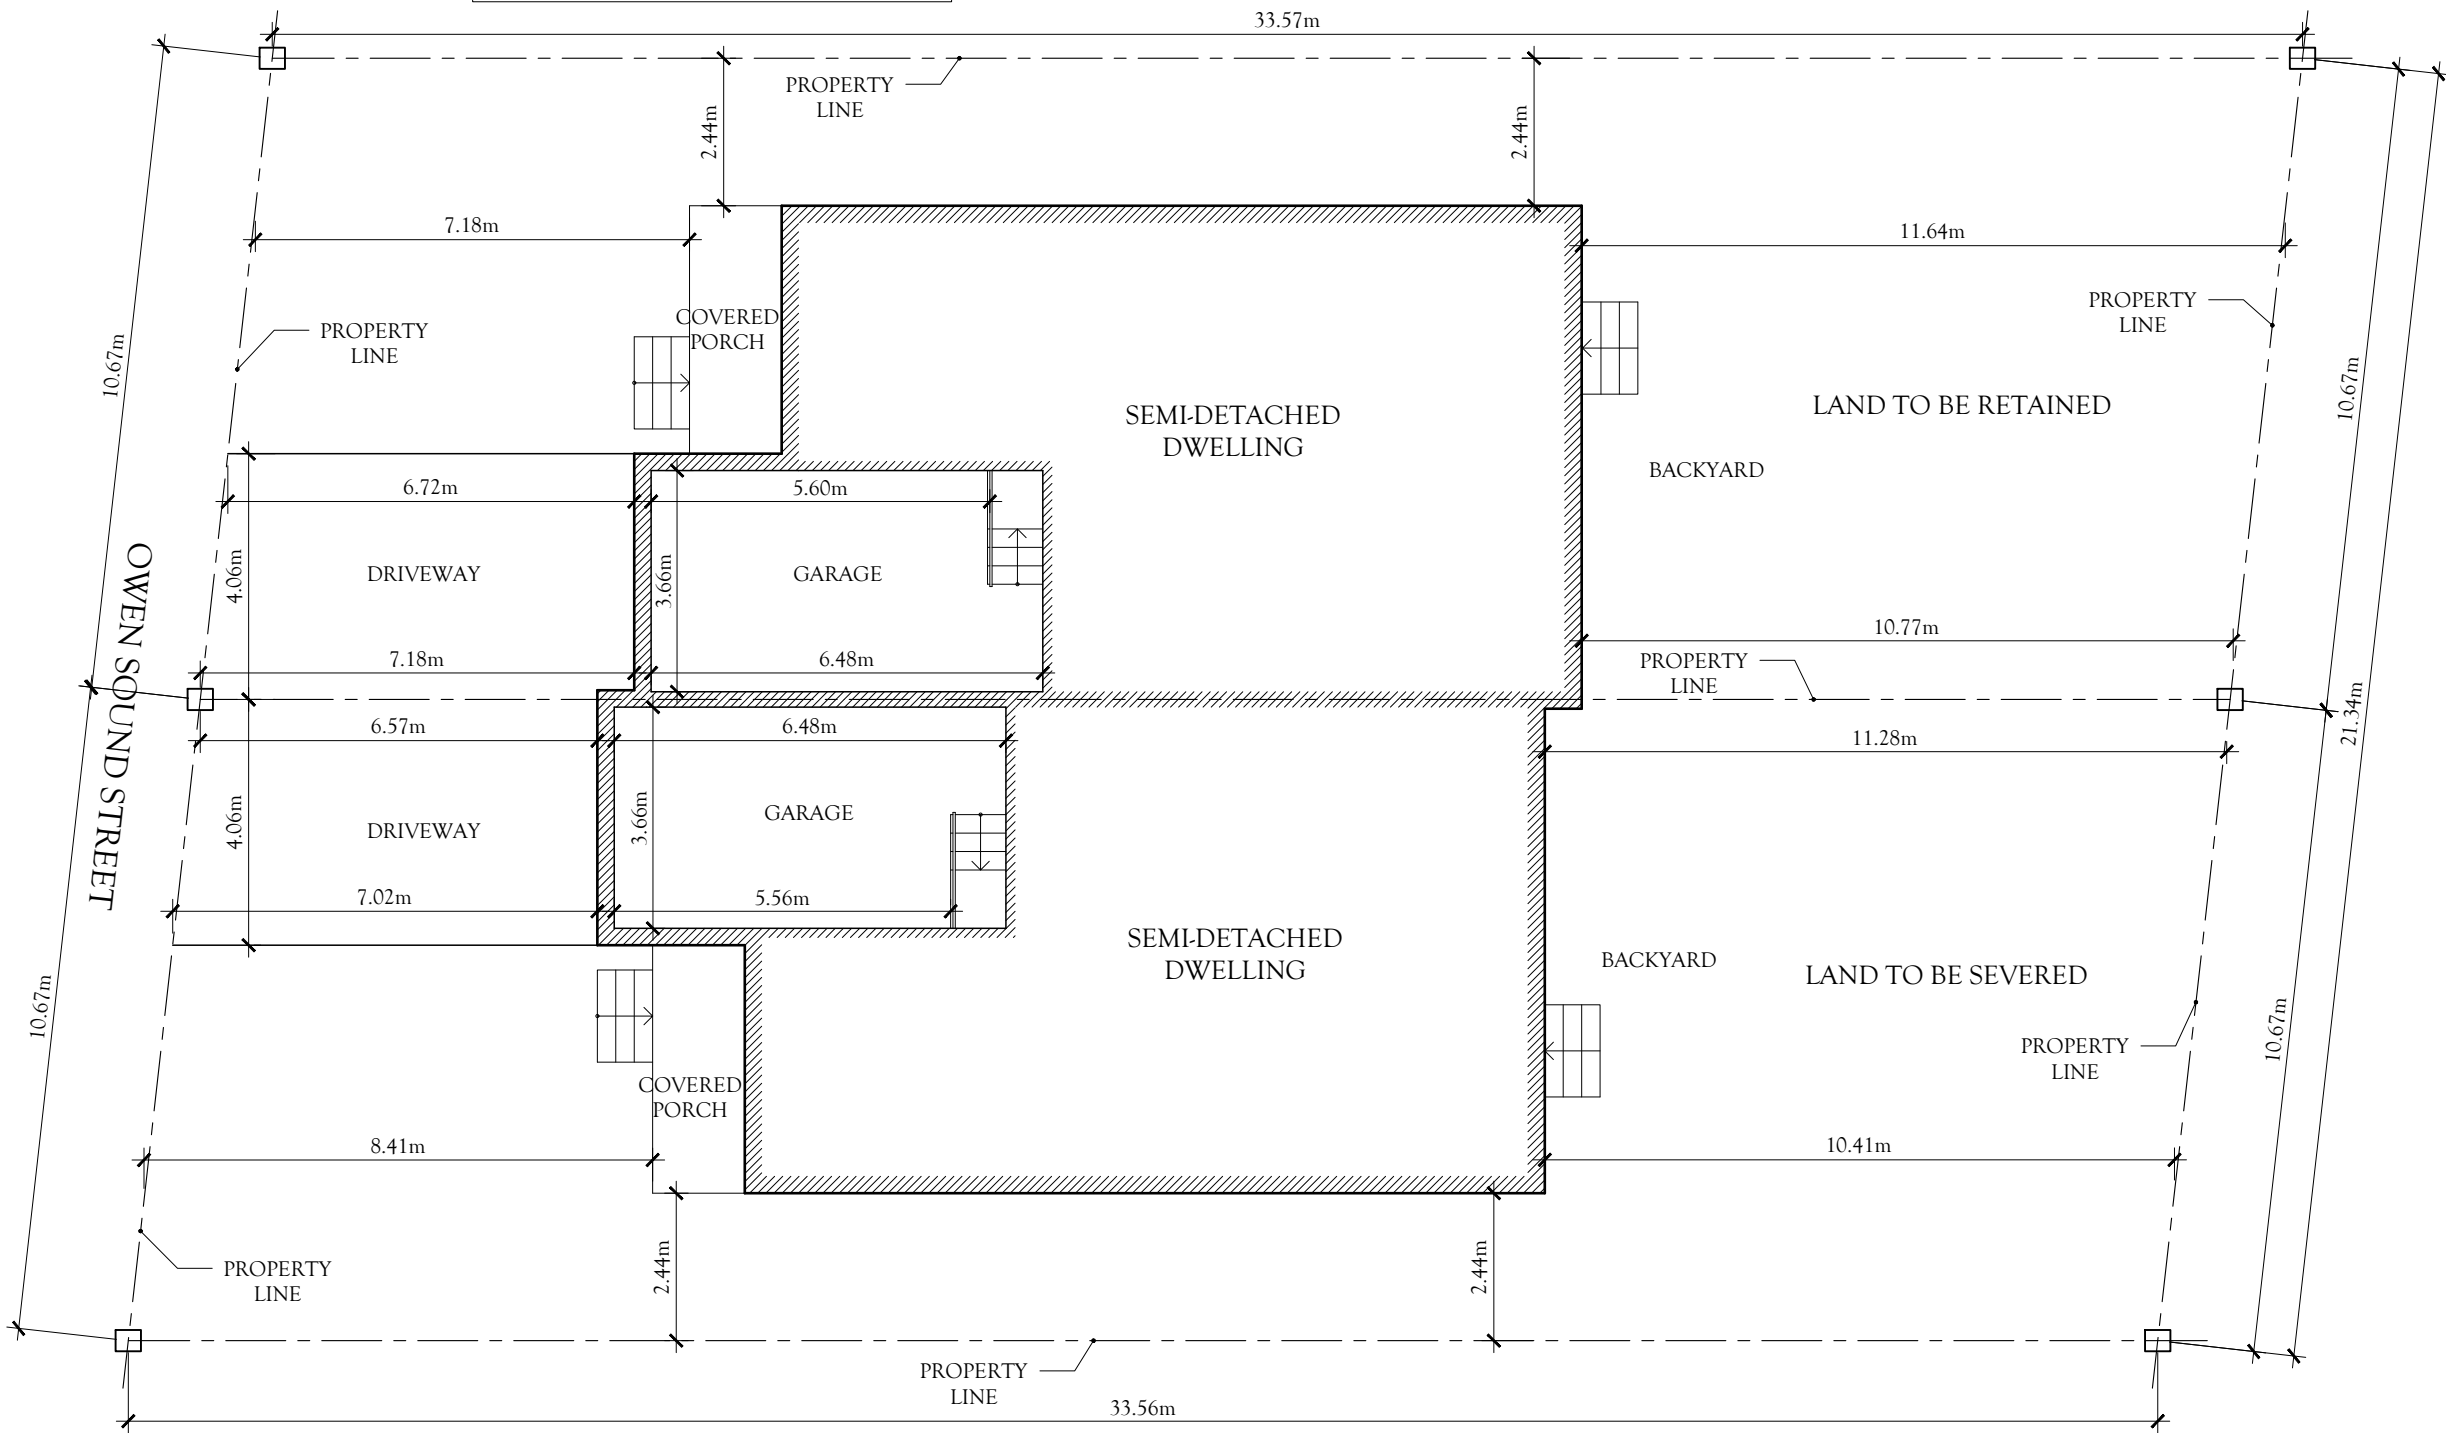 33.57m
PROPERTY
LINE
2.44m
2.44m
7.18m
11.64m
PROPERTY
LINE
COVERED
PORCH
PROPERTY
LINE
10.67m
10.67m
SEMI-DETACHED
DWELLING
LAND TO BE RETAINED
BACKYARD
6.72m
5.60m
4.06m
DRIVEWAY
3.66m
GARAGE
OWEN SOUND STREET
10.77m
7.18m
6.48m
PROPERTY
LINE
21.34m
6.57m
6.48m
11.28m
4.06m
DRIVEWAY
3.66m
GARAGE
7.02m
5.56m
SEMI-DETACHED
DWELLING
BACKYARD
LAND TO BE SEVERED
10.67m
10.67m
PROPERTY
LINE
COVERED
PORCH
8.41m
10.41m
PROPERTY
LINE
2.44m
2.44m
PROPERTY
LINE
33.56m